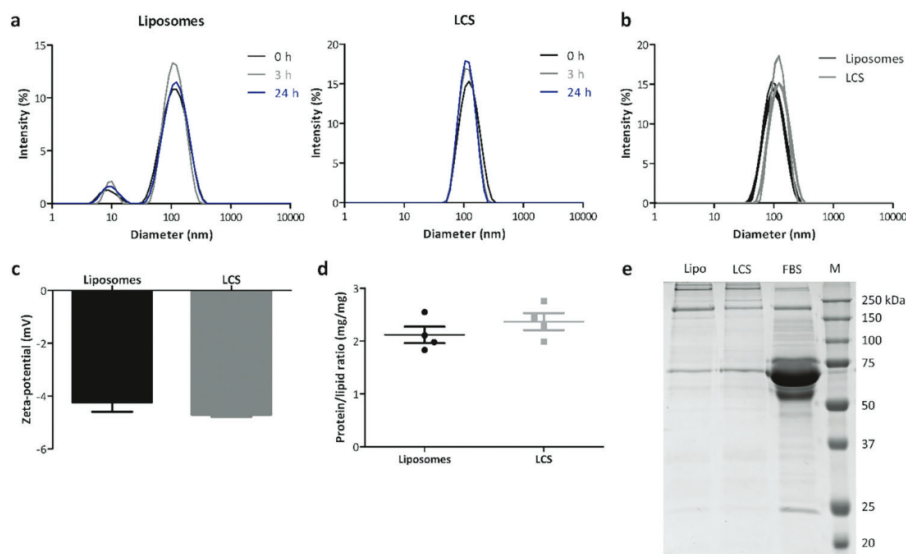 a
Liposomes
0 h
3 h
24 h
Intensity (%)
15
10
5
0
1
10
100
1000
10000
Diameter (nm)
LCS
0 h
3 h
24 h
Intensity (%)
20
15
10
5
0
1
10
100
1000
10000
Diameter (nm)
b
Liposomes
LCS
Intensity (%)
20
15
10
5
0
1
10
100
1000
10000
Diameter (nm)
c
Liposomes
LCS
Zeta-potential (mV)
0
-2
-4
-6
d
Protein/lipid ratio (mg/mg)
3
2
1
0
Liposomes
LCS
e
Lipo
LCS
FBS
M
250 kDa
150
100
75
50
37
25
20